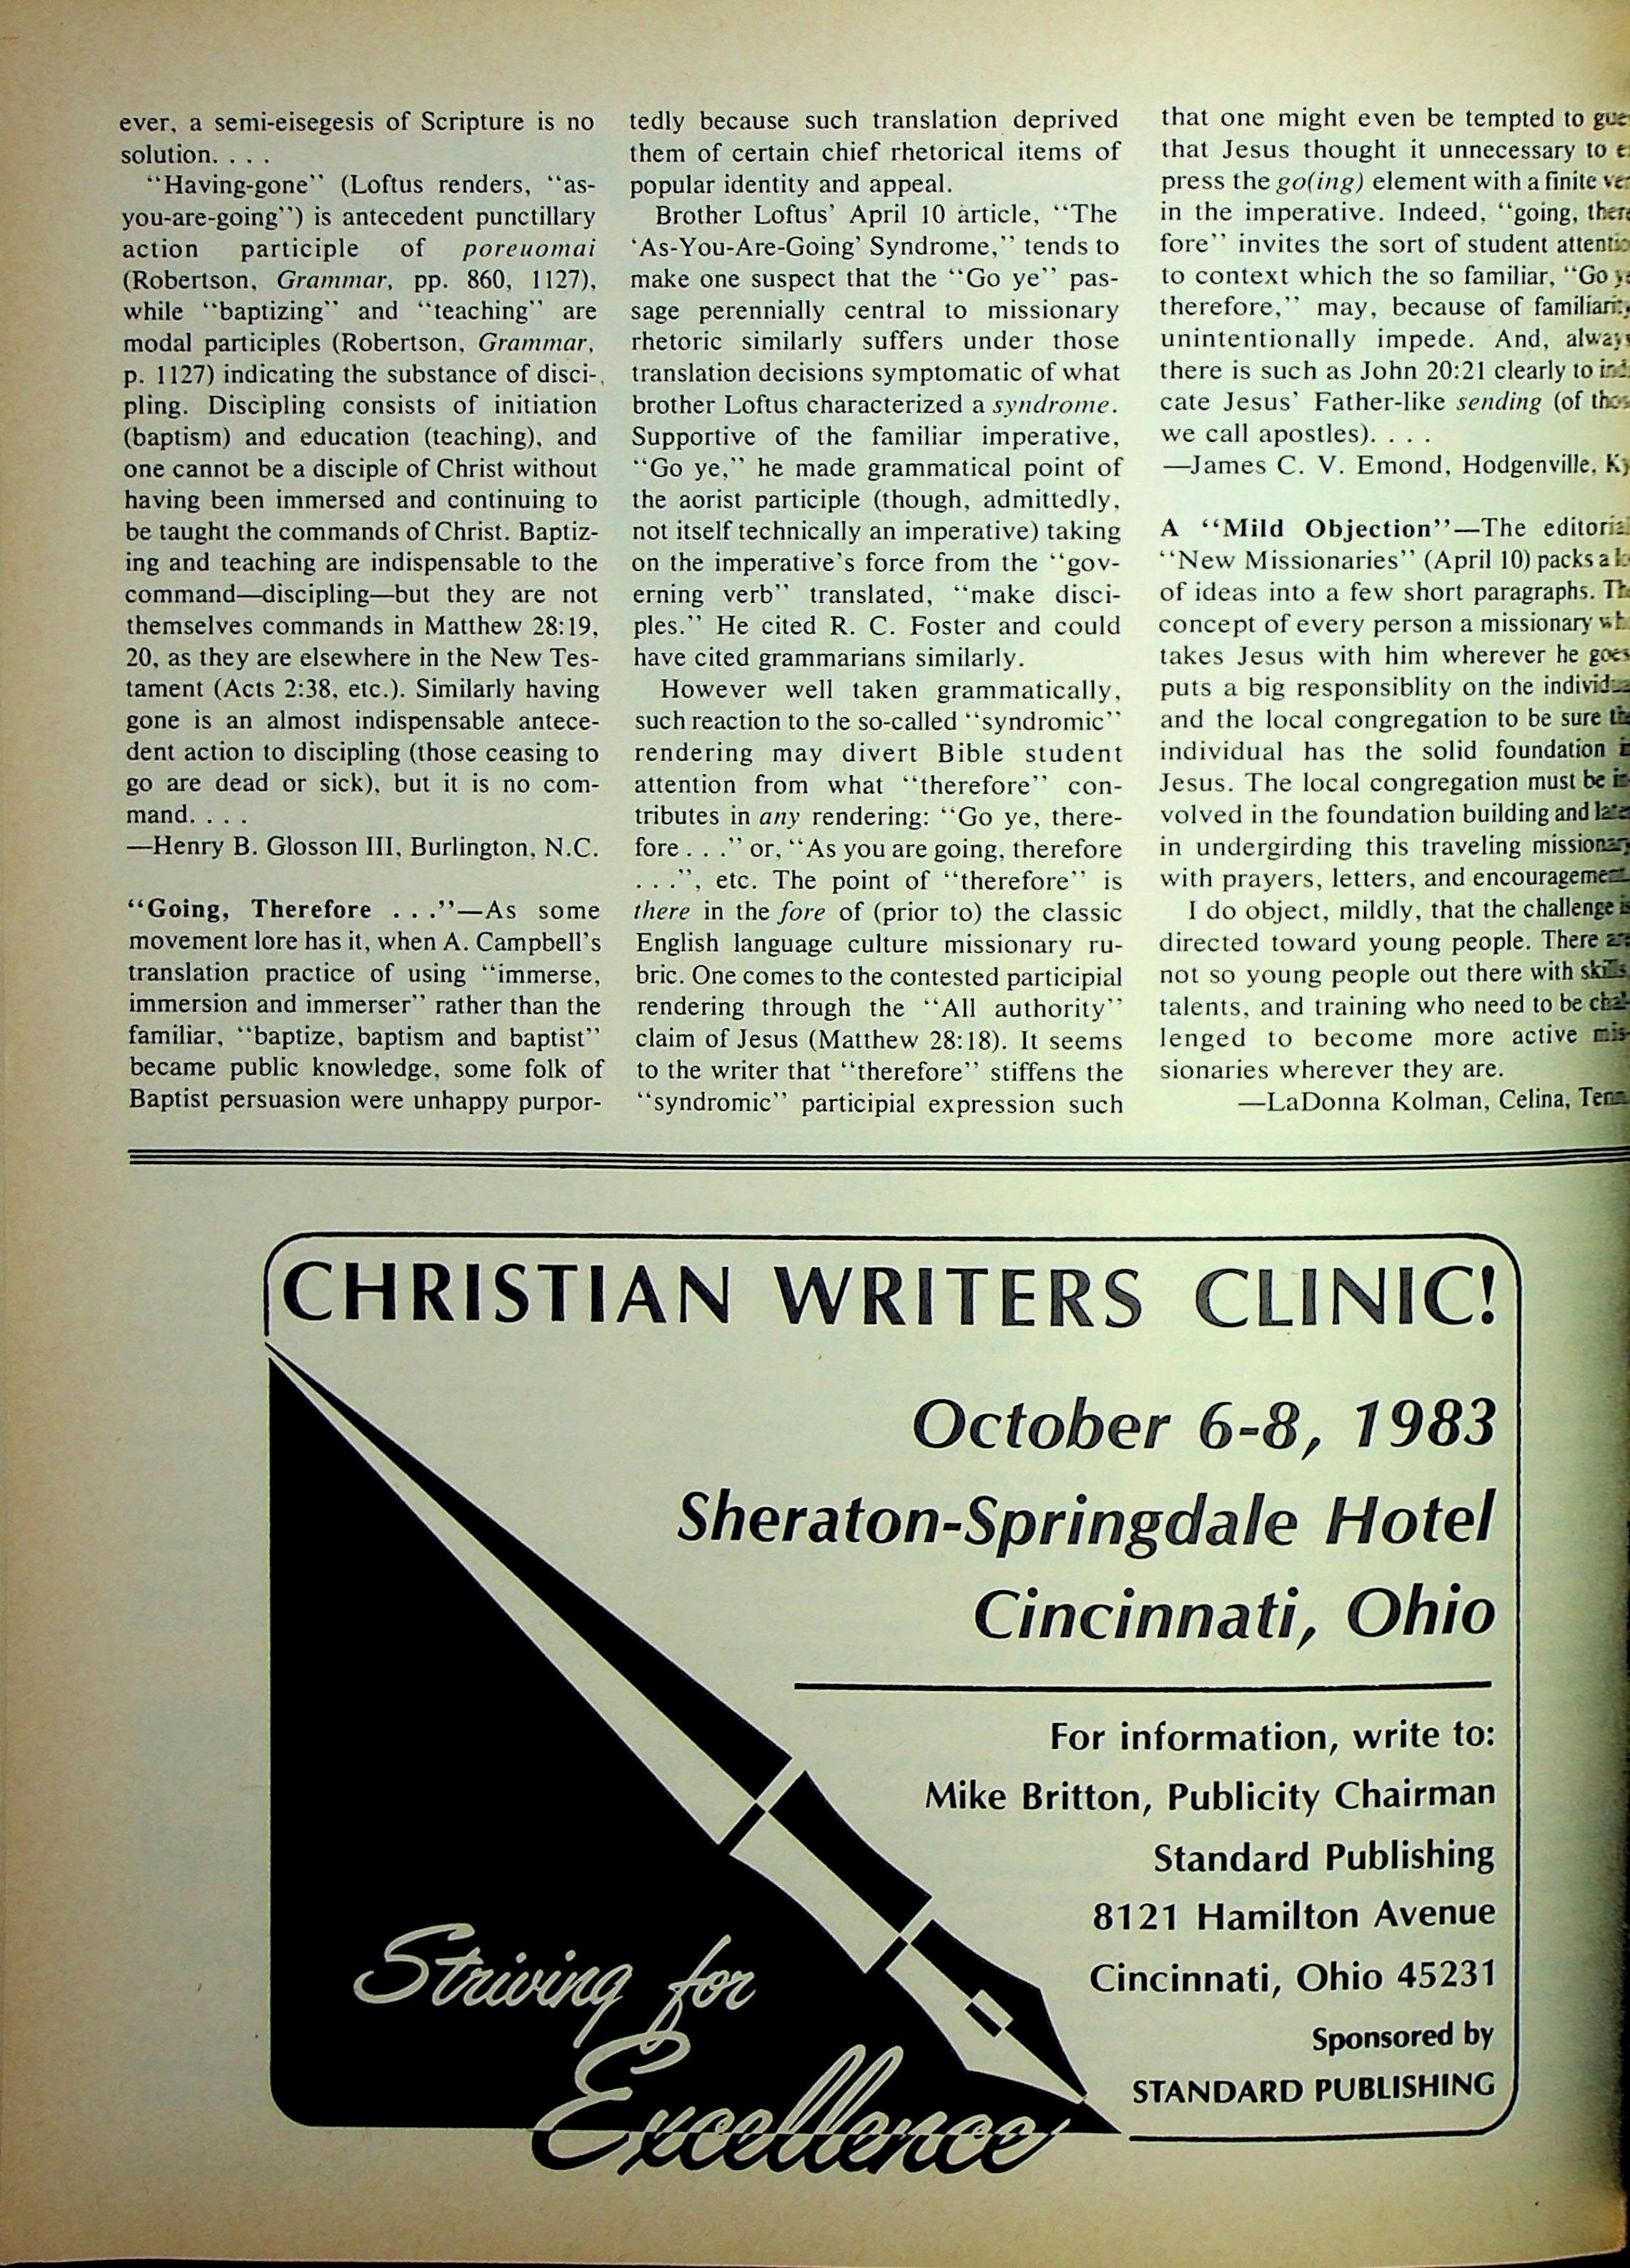 ever, a semi-eisegesis of Scripture is no
solution. . . .
“Having-gone” (Loftus renders, “as-
you-are-going”) is antecedent punctillary
action participle of poreuomai
(Robertson, Grammar, pp. 860, 1127),
while “baptizing” and “teaching” are
modal participles (Robertson, Grammar,
p. 1127) indicating the substance of disci-
pling. Discipling consists of initiation
(baptism) and education (teaching), and
one cannot be a disciple of Christ without
having been immersed and continuing to
be taught the commands of Christ. Baptiz-
ing and teaching are indispensable to the
command—discipling—but they are not
themselves commands in Matthew 28:19,
20, as they are elsewhere in the New Tes-
tament (Acts 2:38, etc.). Similarly having
gone is an almost indispensable antece-
dent action to discipling (those ceasing to
go are dead or sick), but it is no com-
mand. . . .
—Henry B. Glosson III, Burlington, N.C.
“Going, Therefore . . .”—As some
movement lore has it, when A. Campbell’s
translation practice of using “immerse,
immersion and immerser” rather than the
familiar, “baptize, baptism and baptist”
became public knowledge, some folk of
Baptist persuasion were unhappy purpor-
tedly because such translation deprived
them of certain chief rhetorical items of
popular identity and appeal.
Brother Loftus’ April 10 article, “The
‘As-You-Are-Going’ Syndrome,” tends to
make one suspect that the “Go ye” pas-
sage perennially central to missionary
rhetoric similarly suffers under those
translation decisions symptomatic of what
brother Loftus characterized a syndrome.
Supportive of the familiar imperative,
“Go ye,” he made grammatical point of
the aorist participle (though, admittedly,
not itself technically an imperative) taking
on the imperative’s force from the “gov-
erning verb” translated, “make disci-
ples.” He cited R. C. Foster and could
have cited grammarians similarly.
However well taken grammatically,
such reaction to the so-called “syndromic”
rendering may divert Bible student
attention from what “therefore” con-
tributes in any rendering: “Go ye, there-
fore . . .” or, “As you are going, therefore
. . .”, etc. The point of “therefore” is
there in the fore of (prior to) the classic
English language culture missionary ru-
bric. One comes to the contested participial
rendering through the “All authority”
claim of Jesus (Matthew 28:18). It seems
to the writer that “therefore” stiffens the
“syndromic” participial expression such
that one might even be tempted to
that Jesus thought it unnecessary to
press the go(ing) element with a finite
in the imperative. Indeed, “going, there
fore” invites the sort of student
to context which the so familiar, “Go
therefore,” may, because of
unintentionally impede. And,
there is such as John 20:21 clearly to
cate Jesus’ Father-like sending (of
we call apostles). . . .
—James C. V. Emond, Hodgenville,
A “Mild Objection”—The editorial
“New Missionaries” (April 10) packs a
of ideas into a few short paragraphs.
concept of every person a missionary
takes Jesus with him wherever he goes
puts a big responsiblity on the
and the local congregation to be sure
individual has the solid foundation
Jesus. The local congregation must be
volved in the foundation building and
in undergirding this traveling missionary
with prayers, letters, and encouragement.
I do object, mildly, that the challenge
directed toward young people. There
not so young people out there with skills,
talents, and training who need to be chal-
lenged to become more active mis-
sionaries wherever they are.
—LaDonna Kolman, Celina,
CHRISTIAN WRITERS CLINIC!
October 6-8, 1983
Sheraton-Springdale Hotel
Cincinnati, Ohio
For information, write to:
Mike Britton, Publicity Chairman
Standard Publishing
8121 Hamilton Avenue
Cincinnati, Ohio 45231
Sponsored by
STANDARD PUBLISHING
Striving for
Excellence